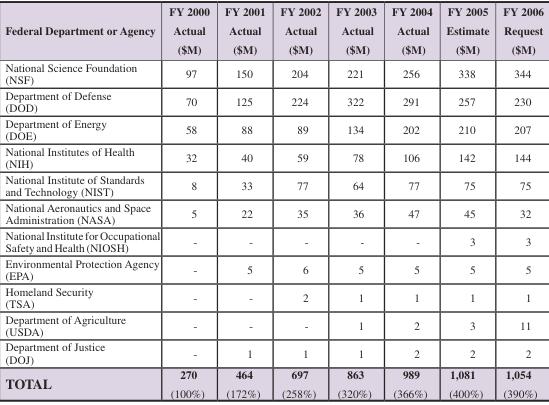 Federal Department or Agency FY 2000 FY 2001 FY 2002 FY 2003 FY 2004 FY 2005 FY 2006
Actual Actual Actual Actual Actual Estimate Request
($M) ($M) ($M) ($M) ($M) ($M) ($M)
National Science Foundation
(NSF) 97 150 204 221 256 338 344
Department of Defense
(DOD) 70 125 224 322 291 257 230
Department of Energy
(DOE) 58 88 89 134 202 210 207
National Institutes of Health
(NIH) 32 40 59 78 106 142 144
National Institute of Standards
and Technology (NIST) 8 33 77 64 77 75 75
National Aeronautics and Space
Administration (NASA) 5 22 35 36 47 45 32
National Institute for Occupational
Safety and Health (NIOSH) - - - - - 3 3
Environmental Protection Agency
(EPA) - 5 6 5 5 5 5
Homeland Security
(TSA) - - 2 1 1 1 1
Department of Agriculture
(USDA) - - - 1 2 3 11
Department of Justice
(DOJ) - 1 1 1 2 2 2
TOTAL 270 464 697 863 989 1,081 1,054
(100%) (172%) (258%) (320%) (366%) (400%) (390%)